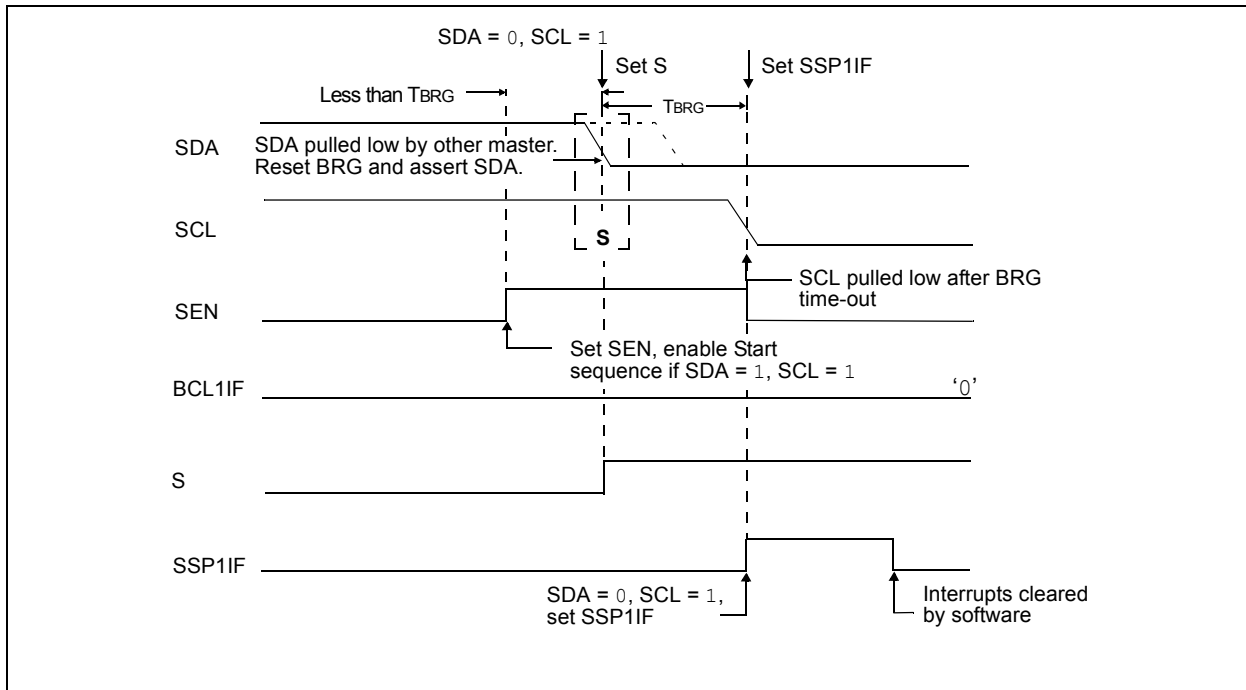 SDA = 0, SCL = 1
Set S
Set SSP1IF
Less than TBRG
TBRG
SDA
SDA pulled low by other master.
Reset BRG and assert SDA.
SCL
S
SCL pulled low after BRG
time-out
SEN
Set SEN, enable Start
sequence if SDA = 1, SCL = 1
BCL1IF
‘0’
S
SSP1IF
SDA = 0, SCL = 1,
set SSP1IF
Interrupts cleared
by software